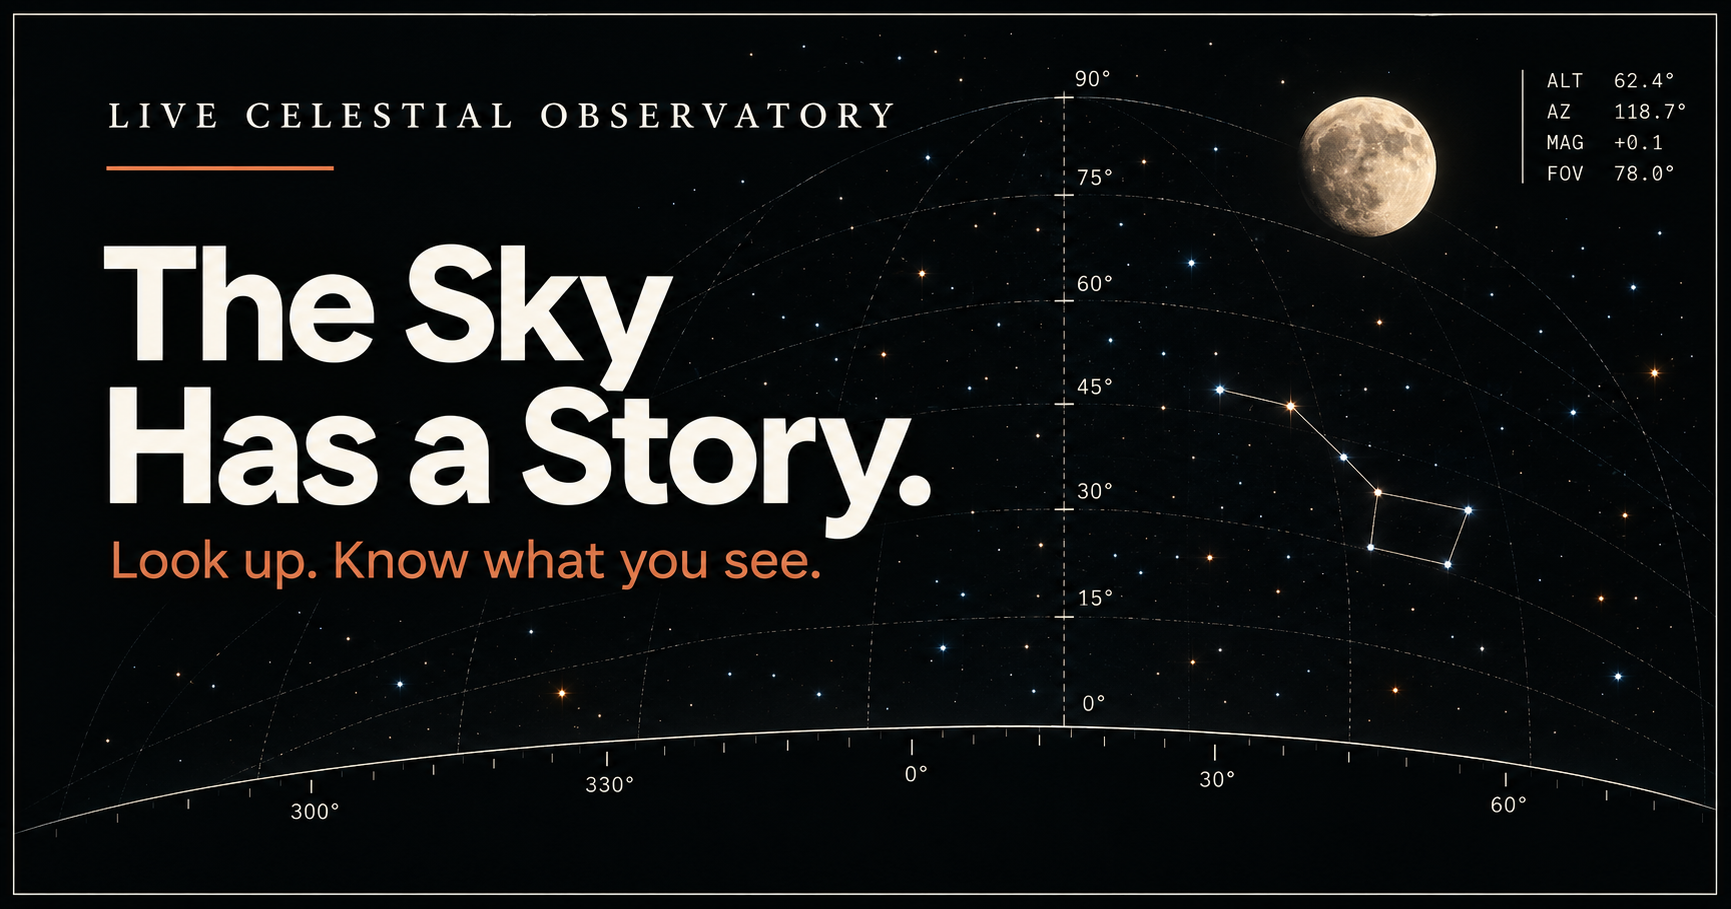 LIVE CELESTIAL OBSERVATORY
The Sky
Has a Story.
Look up. Know what you see.
ALT 62.4°
AZ 118.7°
MAG +0.1
FOV 78.0°
90°
75°
60°
45°
30°
15°
0°
300°
330°
0°
30°
60°